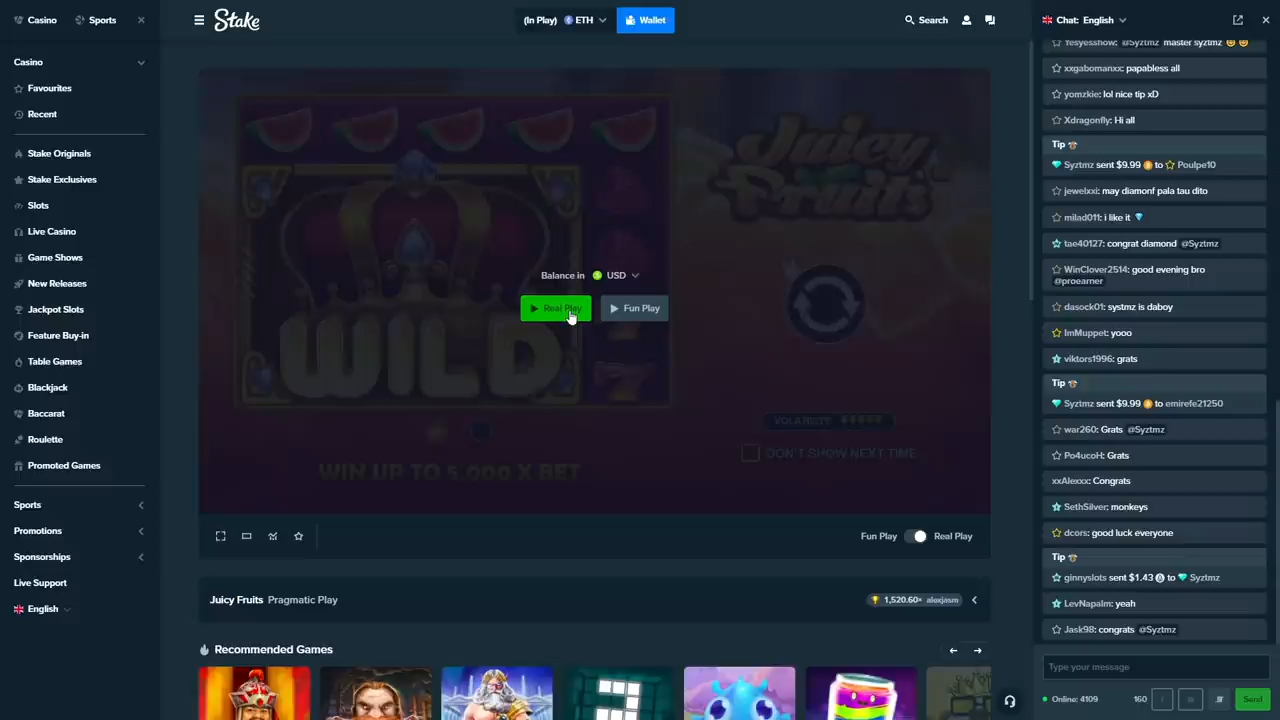 Casino
Sports
Stake
(In Play) ETH
Wallet
Search
Chat: English
Casino
Favourites
Recent
Stake Originals
Stake Exclusives
Slots
Live Casino
Game Shows
New Releases
Jackpot Slots
Feature Buy-in
Table Games
Blackjack
Baccarat
Roulette
Promoted Games
Sports
Promotions
Sponsorships
Live Support
English
Juicy Fruits
WILD
Balance in USD
Real Play
Fun Play
VOLATILITY
WIN UP TO 5,000 X BET
DON'T SHOW NEXT TIME
Fun Play
Real Play
Juicy Fruits Pragmatic Play
1,520.60× alexjasm
Recommended Games
Yesyesshow: @Syztmz master syztmz
xxgabomanxx: papabless all
yomzkie: lol nice tip xD
Xdragonfly: Hi all
Tip
Syztmz sent $9.99 to Poulpe10
jewelxxi: may diamonf pala tau dito
milad011: i like it
tae40127: congrat diamond @Syztmz
WinClover2514: good evening bro
@proearner
dasock01: systmz is daboy
ImMuppet: yooo
viktors1996: grats
Tip
Syztmz sent $9.99 to emirefe21250
war260: Grats @Syztmz
Po4ucoH: Grats
xxAlexxx: Congrats
SethSilver: monkeys
dcors: good luck everyone
Tip
ginnyslots sent $1.43 to Syztmz
LevNapalm: yeah
Jask98: congrats @Syztmz
Type your message
Online: 4109
160
Send